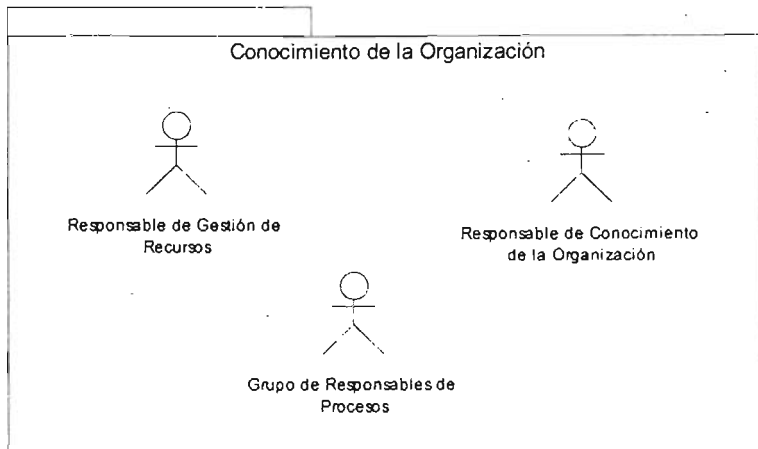 Conocimiento de la Organización
Responsable de Gestión de
Recursos
Responsable de Conocimiento
de la Organización
Grupo de Responsables de
Procesos